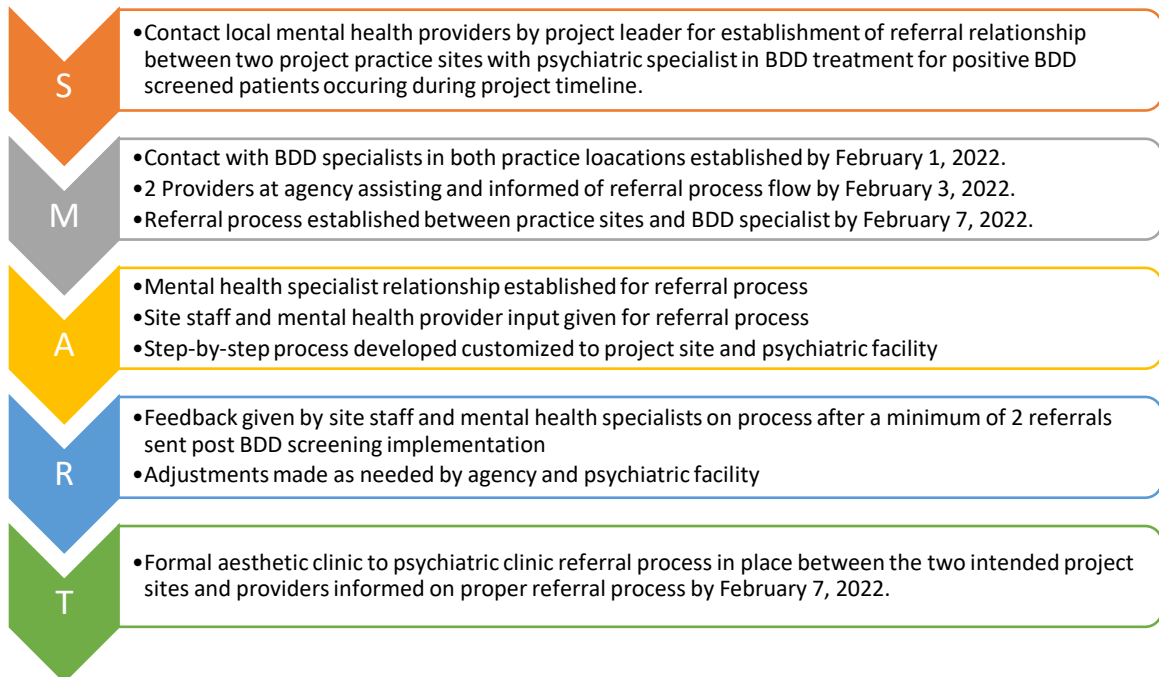 S
•Contact local mental health providers by project leader for establishment of referral relationship
between two project practice sites with psychiatric specialist in BDD treatment for positive BDD
screened patients occuring during project timeline.
M
•Contact with BDD specialists in both practice loacations established by February 1, 2022.
•2 Providers at agency assisting and informed of referral process flow by February 3, 2022.
•Referral process established between practice sites and BDD specialist by February 7, 2022.
A
•Mental health specialist relationship established for referral process
•Site staff and mental health provider input given for referral process
•Step-by-step process developed customized to project site and psychiatric facility
R
•Feedback given by site staff and mental health specialists on process after a minimum of 2 referrals
sent post BDD screening implementation
•Adjustments made as needed by agency and psychiatric facility
T
•Formal aesthetic clinic to psychiatric clinic referral process in place between the two intended project
sites and providers informed on proper referral process by February 7, 2022.